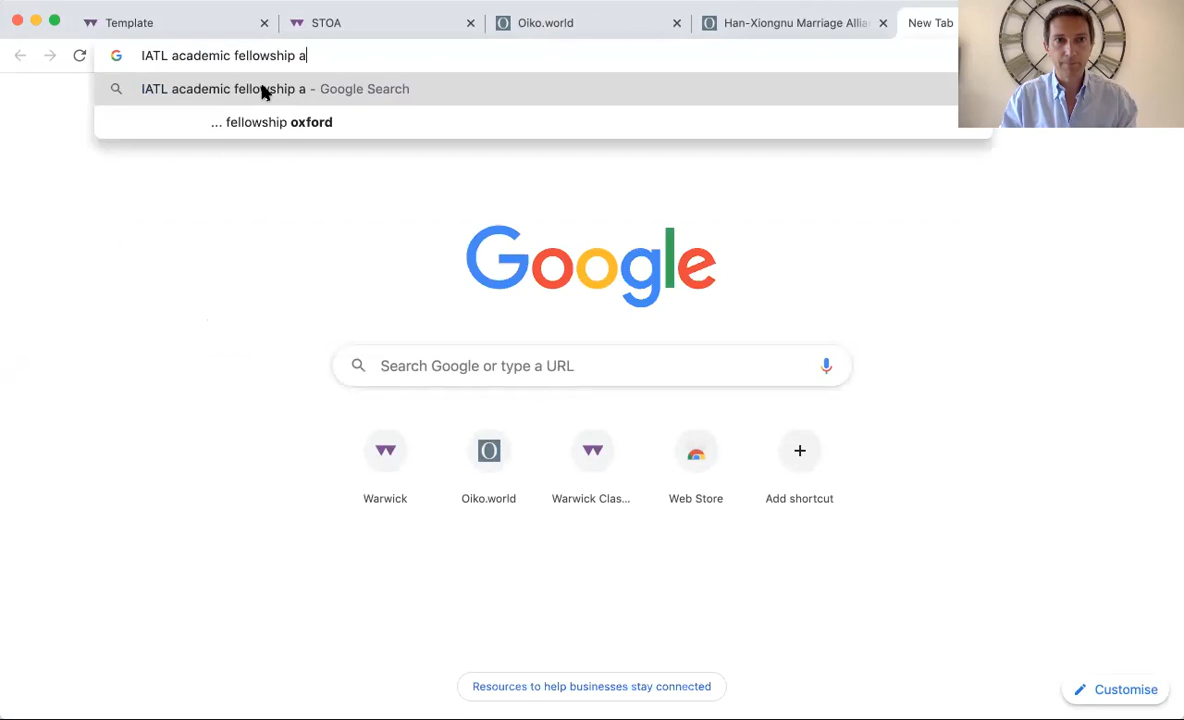 Template
STOA
Oiko.world
Han-Xiongnu Marriage Allia
New Tab
IATL academic fellowship a
IATL academic fellowship a - Google Search
... fellowship oxford
Google
Search Google or type a URL
Warwick
Oiko.world
Warwick Clas...
Web Store
Add shortcut
Resources to help businesses stay connected
Customise